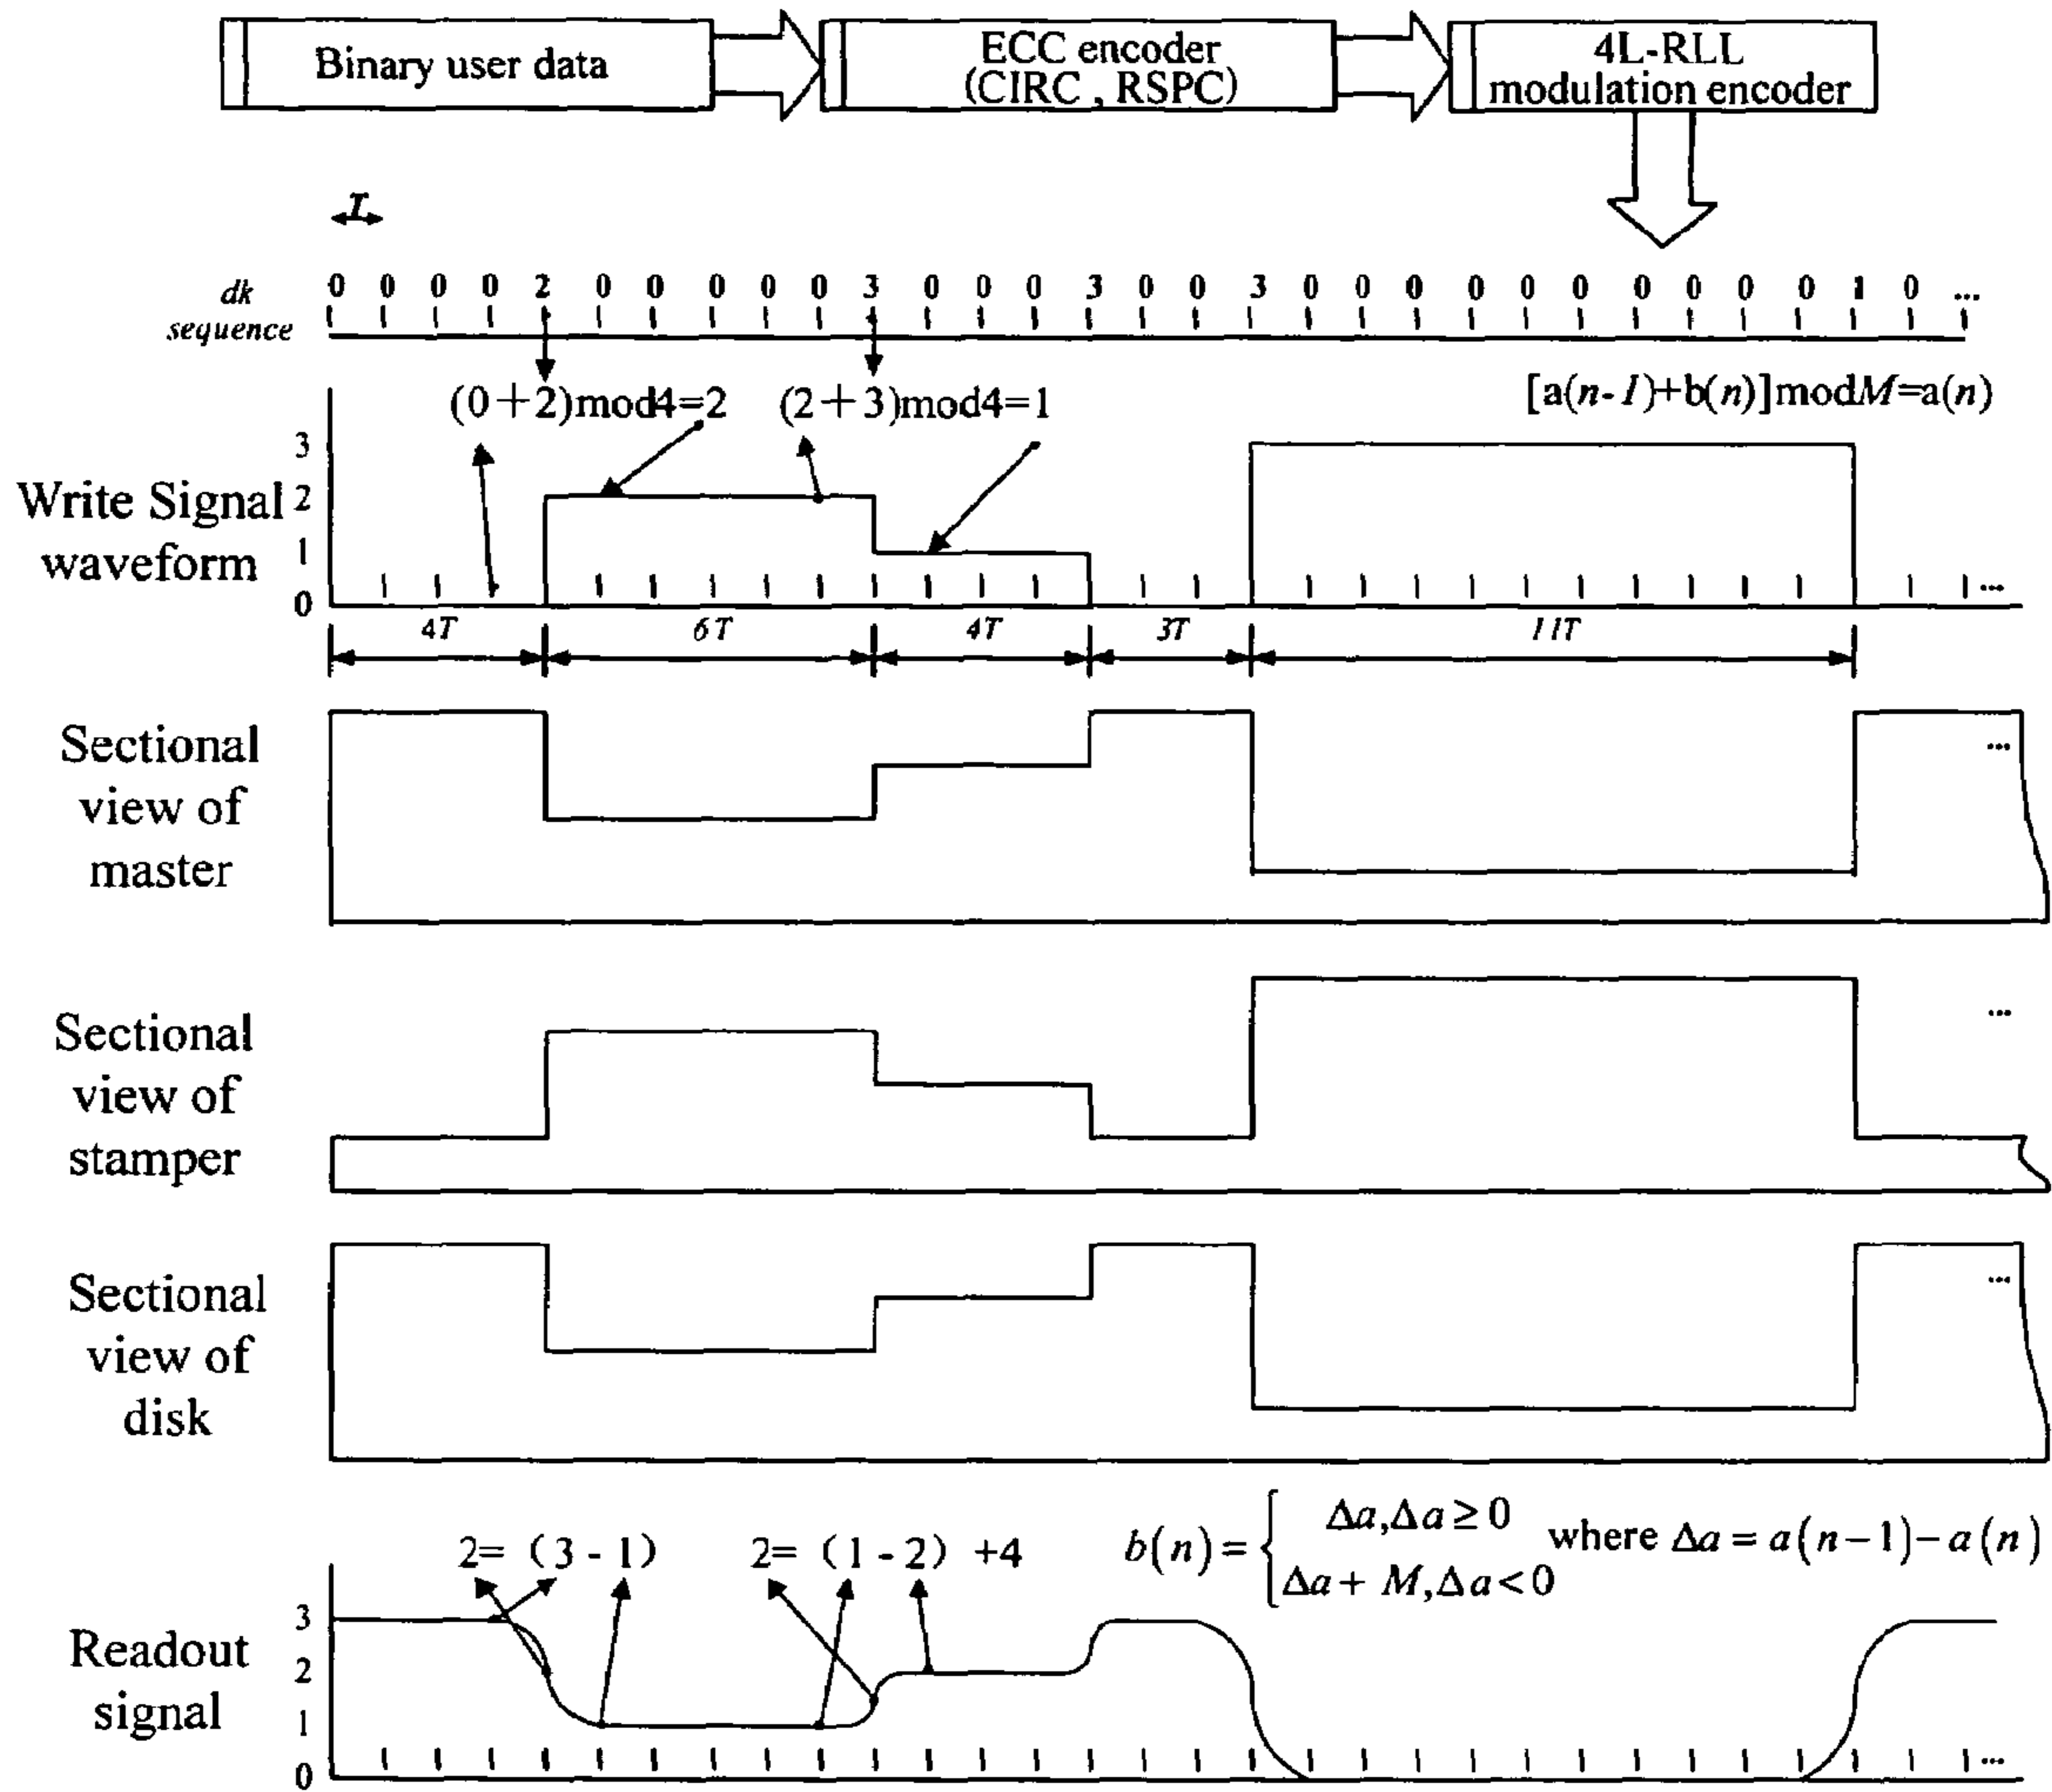 Binary user data
ECC encoder
(CIRC , RSPC)
4L-RLL
modulation encoder
T
dk
sequence
0 0 0 0 2 0 0 0 0 0 3 0 0 0 3 0 0 3 0 0 0 0 0 0 0 0 0 0 1 0 ...
(0+2)mod4=2
(2+3)mod4=1
[a(n-1)+b(n)]modM=a(n)
Write Signal
waveform
3
2
1
0
...
4T
6T
4T
3T
11T
Sectional
view of
master
...
Sectional
view of
stamper
...
Sectional
view of
disk
...
2= (3-1)
2= (1-2) +4
b(n)={ Δa,Δa≥0
Δa+ M,Δa<0
where Δa=a(n−1)−a(n)
Readout
signal
3
2
1
0
...